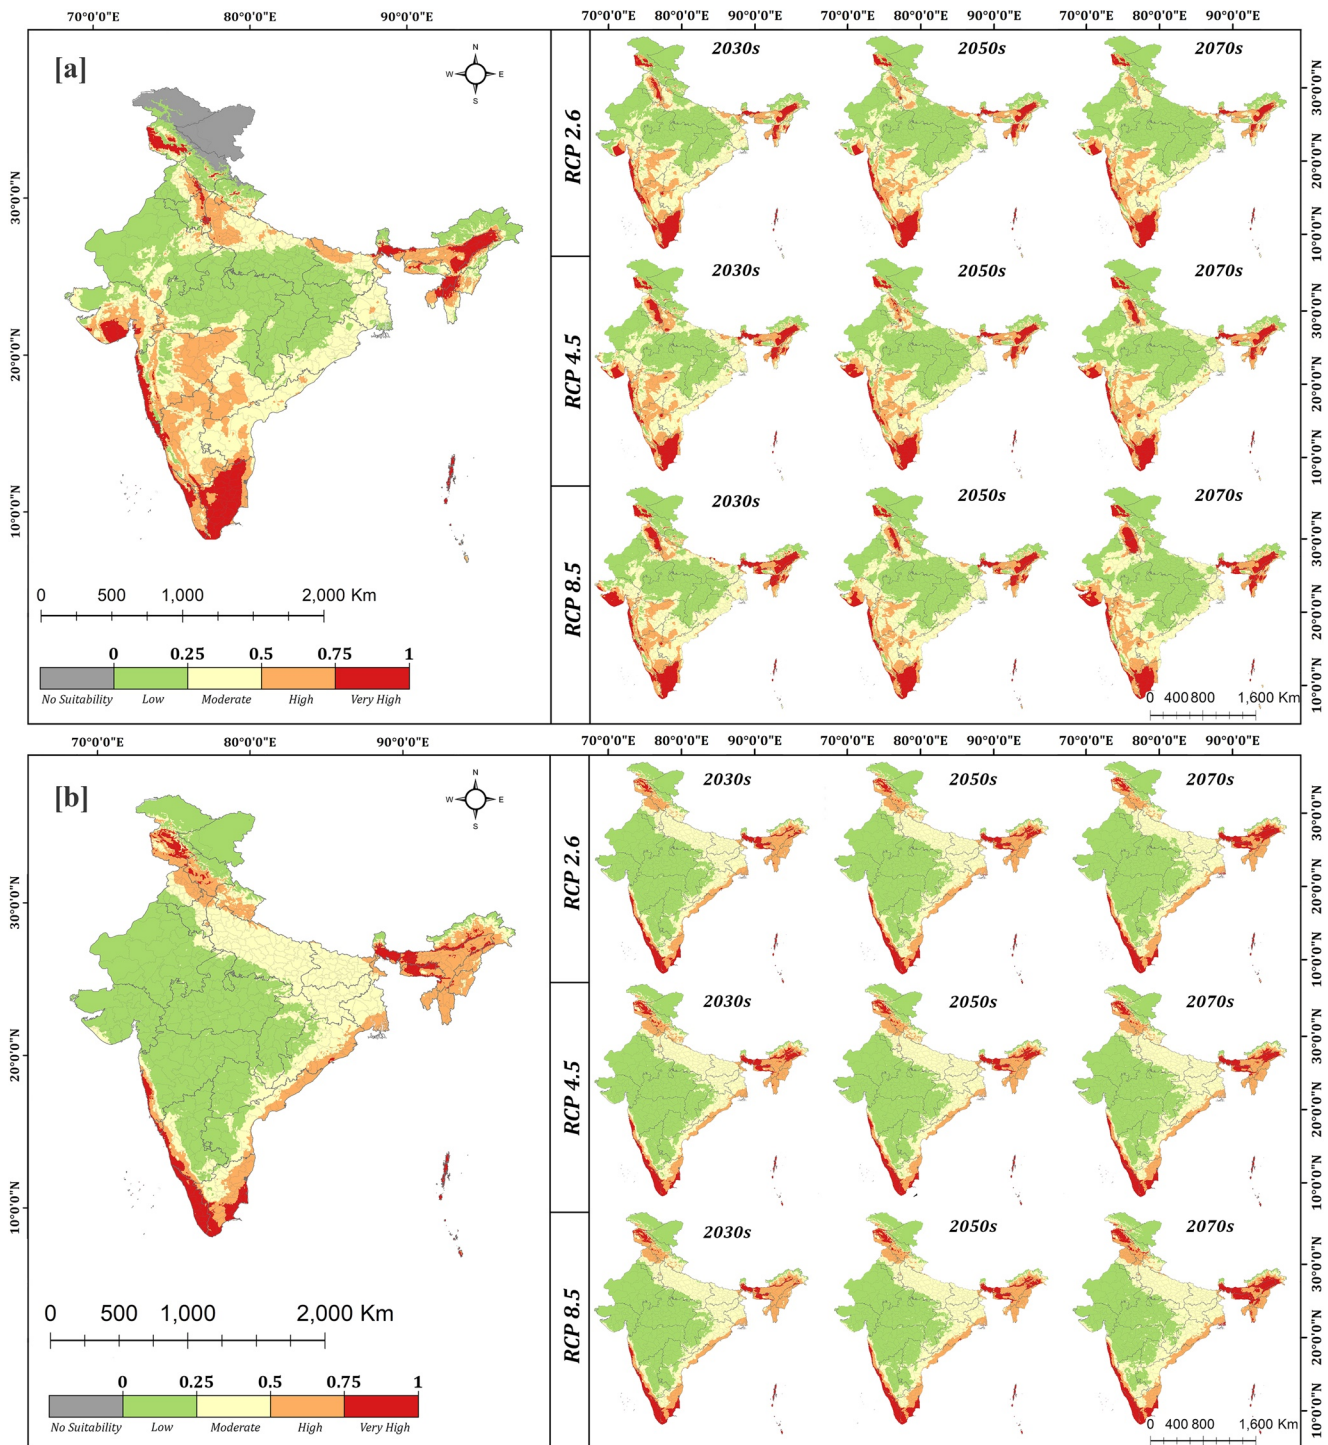 70°0'0"E 80°0'0"E 90°0'0"E 70°0'0"E 80°0'0"E 90°0'0"E 70°0'0"E 80°0'0"E 90°0'0"E 70°0'0"E 80°0'0"E 90°0'0"E
[a]
N
W E
S
30°0'0"N
20°0'0"N
10°0'0"N
0 500 1,000 2,000 Km
0 0.25 0.5 0.75 1
No Suitability Low Moderate High Very High
RCP 2.6
2030s 2050s 2070s
30°0'0"N
20°0'0"N
10°0'0"N
RCP 4.5
2030s 2050s 2070s
30°0'0"N
20°0'0"N
10°0'0"N
RCP 8.5
2030s 2050s 2070s
30°0'0"N
20°0'0"N
10°0'0"N
0 400 800 1,600 Km
70°0'0"E 80°0'0"E 90°0'0"E 70°0'0"E 80°0'0"E 90°0'0"E 70°0'0"E 80°0'0"E 90°0'0"E 70°0'0"E 80°0'0"E 90°0'0"E
[b]
N
W E
S
30°0'0"N
20°0'0"N
10°0'0"N
0 500 1,000 2,000 Km
0 0.25 0.5 0.75 1
No Suitability Low Moderate High Very High
RCP 2.6
2030s 2050s 2070s
30°0'0"N
20°0'0"N
10°0'0"N
RCP 4.5
2030s 2050s 2070s
30°0'0"N
20°0'0"N
10°0'0"N
RCP 8.5
2030s 2050s 2070s
30°0'0"N
20°0'0"N
10°0'0"N
0 400 800 1,600 Km